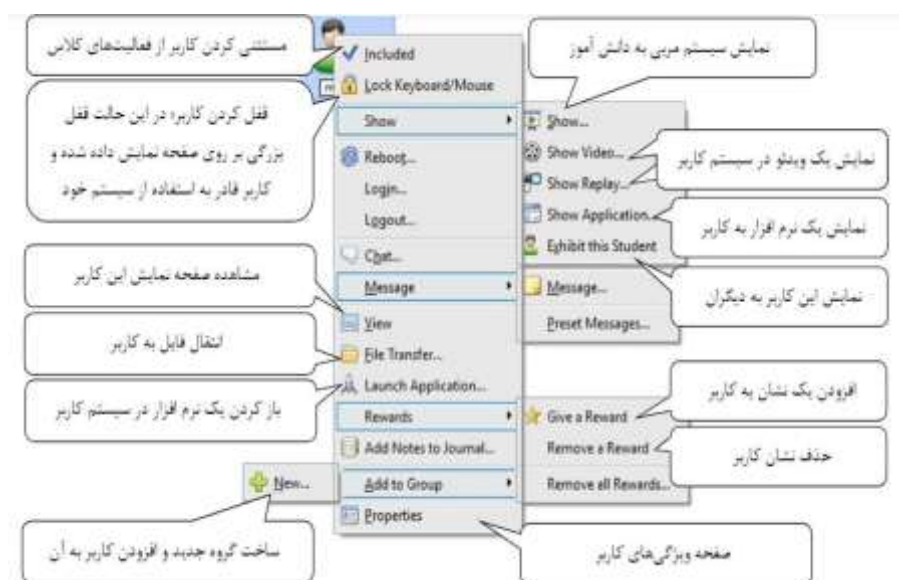 مستثنی کردن کاربر از فعالیت‌های کلاس
قفل کردن کاربر؛ در این حالت قفل
بزرگی بر روی صفحه نمایش داده شده و
کاربر قادر به استفاده از سیستم خود
مشاهده صفحه نمایش این کاربر
انتقال فایل به کاربر
باز کردن یک نرم افزار در سیستم کاربر
New...
ساخت گروه جدید و افزودن کاربر به آن
Included
Lock Keyboard/Mouse
Show
Reboot...
Login...
Logout...
Chat...
Message
View
File Transfer...
Launch Application...
Rewards
Add Notes to Journal...
Add to Group
Properties
نمایش سیستم مربی به دانش آموز
Show...
Show Video...
Show Replay...
Show Application...
Exhibit this Student
Message...
Preset Messages...
Give a Reward
Remove a Reward
Remove all Rewards...
نمایش یک ویدئو در سیستم کاربر
نمایش یک نرم افزار به کاربر
نمایش این کاربر به دیگران
افزودن یک نشان به کاربر
حذف نشان کاربر
صفحه ویژگی‌های کاربر